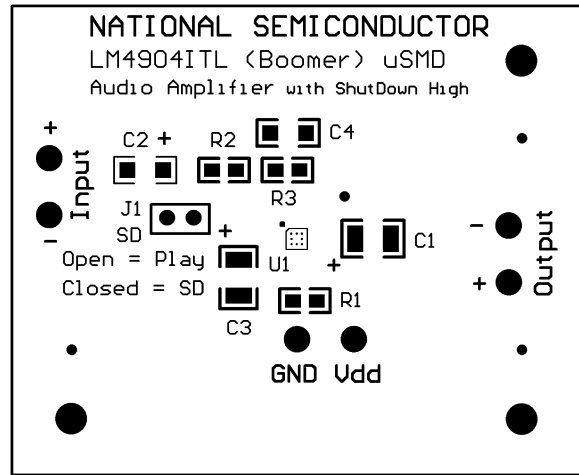 NATIONAL SEMICONDUCTOR
LM4904ITL (Boomer) uSMD
Audio Amplifier with ShutDown High
+
C2 +
R2
C4
Input
R3
J1
SD
-
+
U1
+
C1
-
+
Output
Open = Play
Closed = SD
C3
R1
GND Vdd